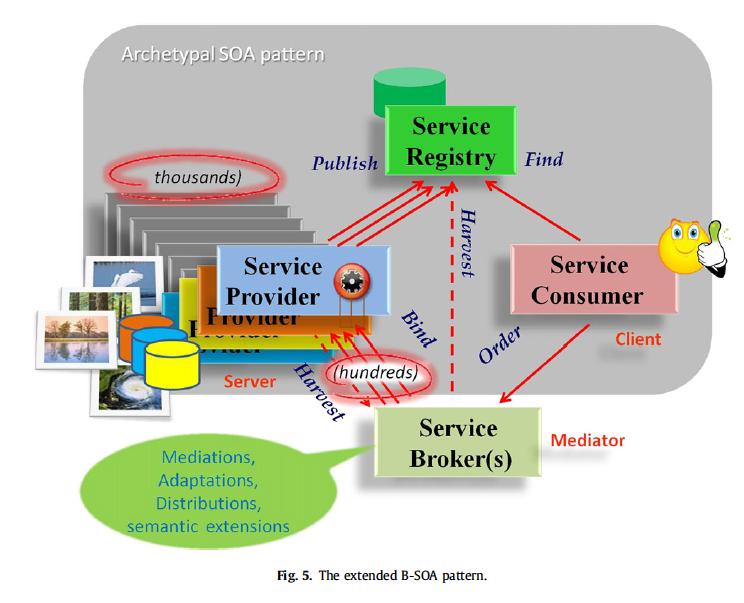 Archetypal SOA pattern
Service
Registry
Publish
Find
thousands)
Harvest
Service
Provider
Service
Consumer
Provider
rovider
Bind
Order
Client
(hundreds)
Server
Harvest
Service
Broker(s)
Mediator
Mediations,
Adaptations,
Distributions,
semantic extensions
Fig. 5. The extended B-SOA pattern.